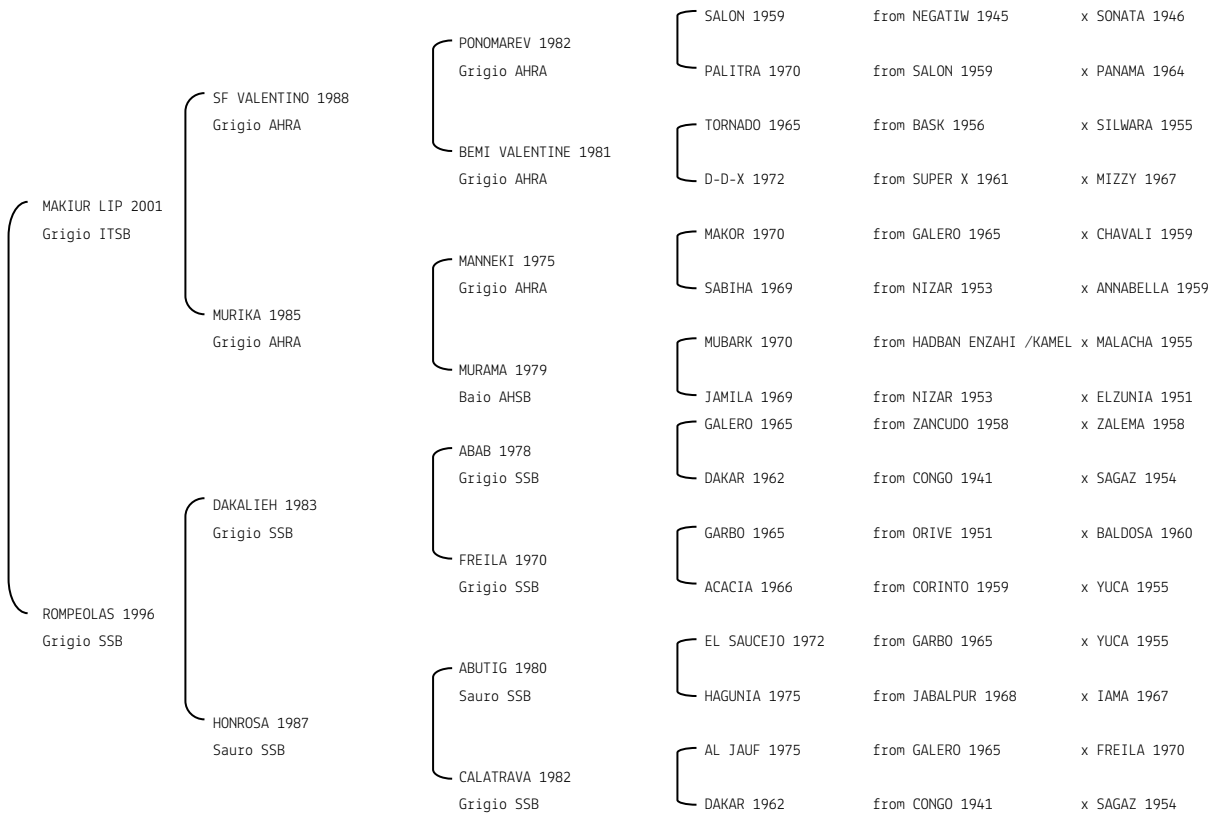 SALON 1959 from NEGATIW 1945 x SONATA 1946
PONOMAREV 1982
Grigio AHRA PALITRA 1970 from SALON 1959 x PANAMA 1964
SF VALENTINO 1988
Grigio AHRA TORNADO 1965 from BASK 1956 x SILWARA 1955
BEMI VALENTINE 1981
Grigio AHRA D-D-X 1972 from SUPER X 1961 x MIZZY 1967
MAKIUR LIP 2001
Grigio ITSB MAKOR 1970 from GALERO 1965 x CHAVALI 1959
MANNEKI 1975
Grigio AHRA SABIHA 1969 from NIZAR 1953 x ANNABELLA 1959
MURIKA 1985
Grigio AHRA MUBARK 1970 from HADBAN ENZAHI /KAMEL x MALACHA 1955
MURAMA 1979
Baio AHSB JAMILA 1969 from NIZAR 1953 x ELZUNIA 1951
GALERO 1965 from ZANCUDO 1958 x ZALEMA 1958
ABAB 1978
Grigio SSB DAKAR 1962 from CONGO 1941 x SAGAZ 1954
DAKALIEH 1983
Grigio SSB GARBO 1965 from ORIVE 1951 x BALDOSA 1960
FREILA 1970
Grigio SSB ACACIA 1966 from CORINTO 1959 x YUCA 1955
ROMPEOLAS 1996
Grigio SSB EL SAUCEJO 1972 from GARBO 1965 x YUCA 1955
ABUTIG 1980
Sauro SSB HAGUNIA 1975 from JABALPUR 1968 x IAMA 1967
HONROSA 1987
Sauro SSB AL JAUF 1975 from GALERO 1965 x FREILA 1970
CALATRAVA 1982
Grigio SSB DAKAR 1962 from CONGO 1941 x SAGAZ 1954